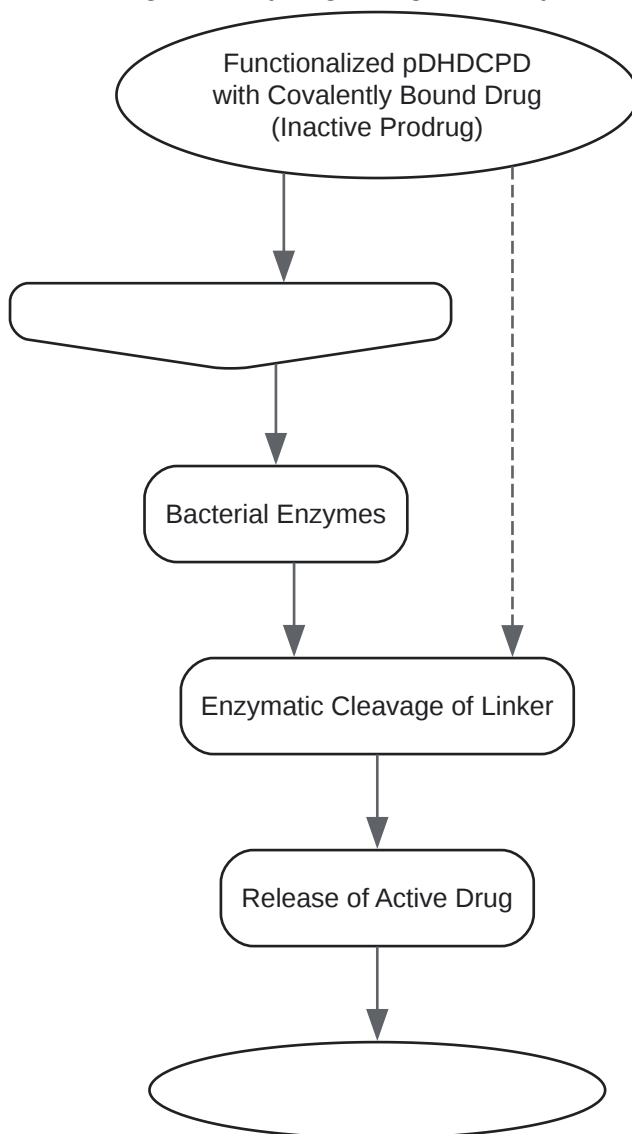 Functionalized pDHDCPD
with Covalently Bound Drug
(Inactive Prodrug)
Bacterial Enzymes
Enzymatic Cleavage of Linker
Release of Active Drug